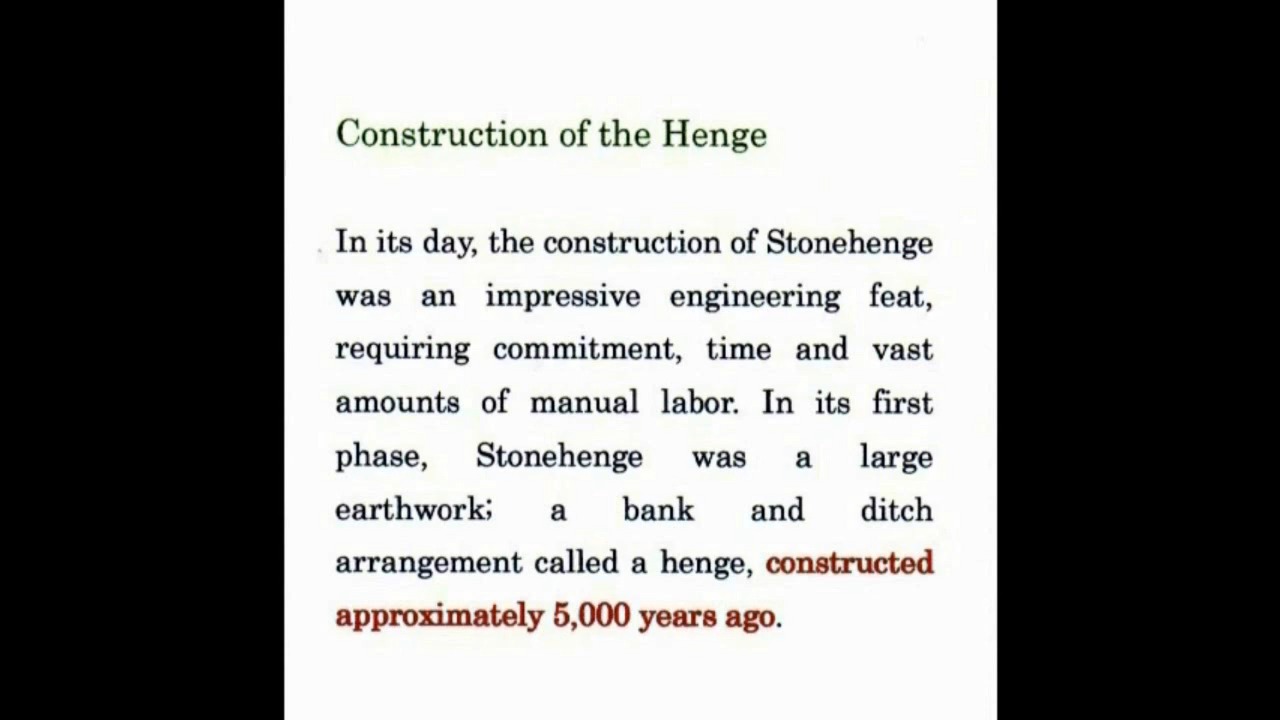 Construction of the Henge
In its day, the construction of Stonehenge
was an impressive engineering feat,
requiring commitment, time and vast
amounts of manual labor. In its first
phase, Stonehenge was a large
earthwork; a bank and ditch
arrangement called a henge, constructed
approximately 5,000 years ago.